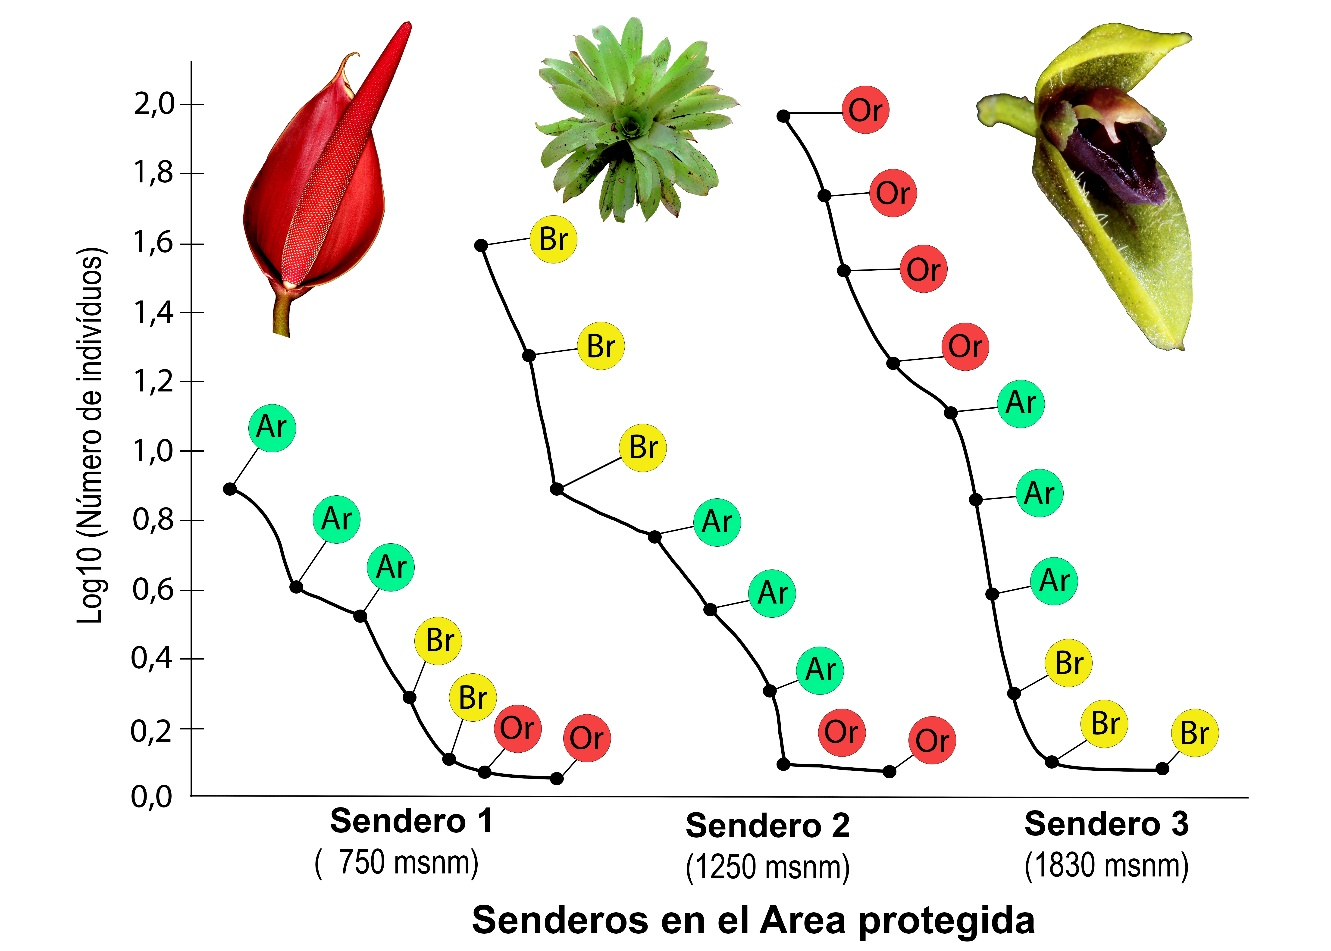 Log10 (Número de indivíduos)
2,0
1,8
1,6
1,4
1,2
1,0
0,8
0,6
0,4
0,2
0,0
Ar
Ar
Ar
Br
Br
Or
Or
Br
Br
Br
Ar
Ar
Ar
Or
Or
Or
Or
Or
Or
Ar
Ar
Ar
Br
Br
Br
Sendero 1
( 750 msnm)
Sendero 2
(1250 msnm)
Sendero 3
(1830 msnm)
Senderos en el Area protegida